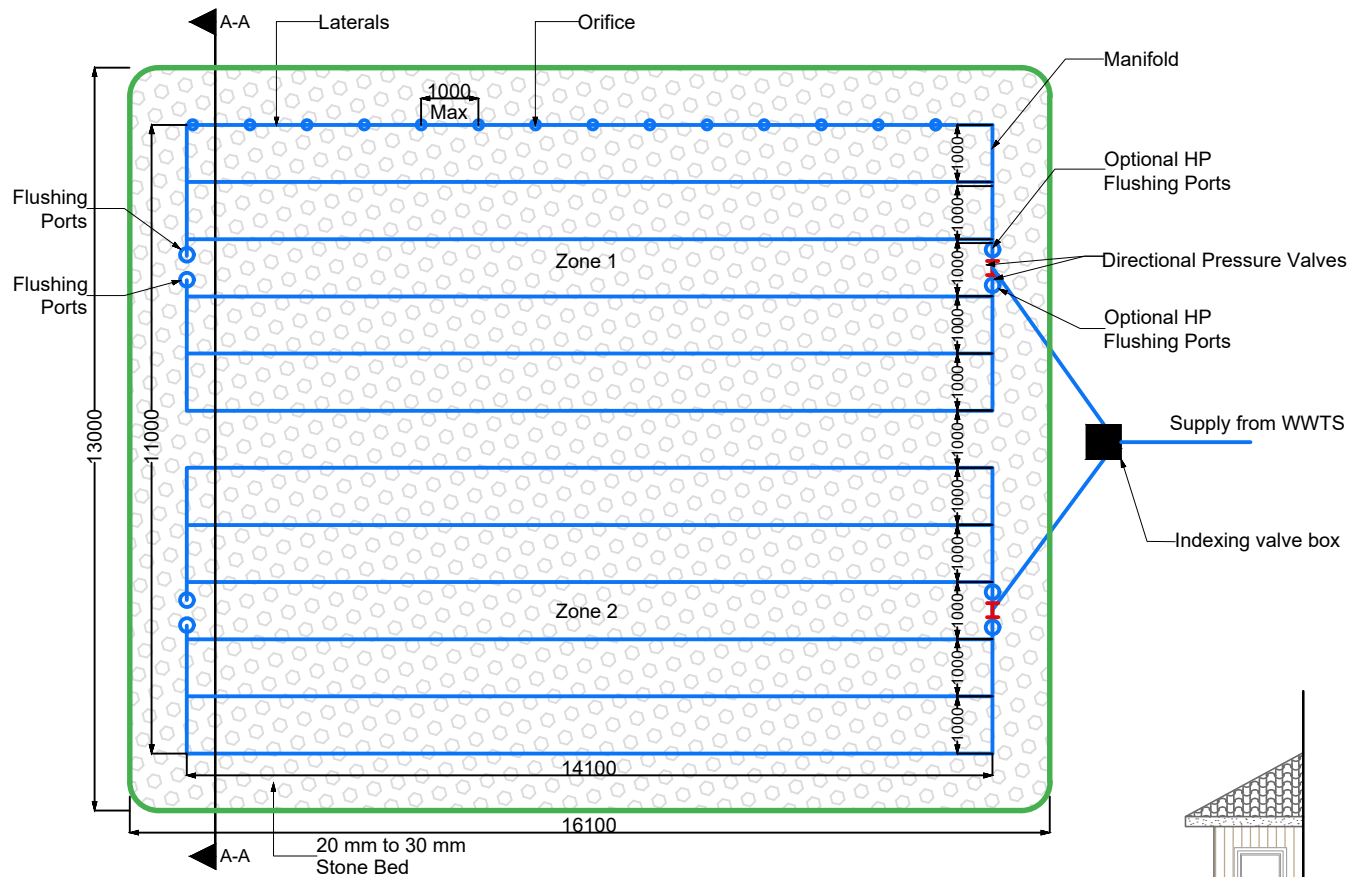 A-A
Laterals
Orifice
Manifold
1000
Max
Optional HP
Flushing Ports
Flushing
Ports
1000
1000
Zone 1
1000
Directional Pressure Valves
Flushing
Ports
Optional HP
Flushing Ports
1000
1000
13000
11000
1000
Supply from WWTS
1000
Indexing valve box
1000
1000
Zone 2
1000
1000
14100
16100
A-A
20 mm to 30 mm
Stone Bed